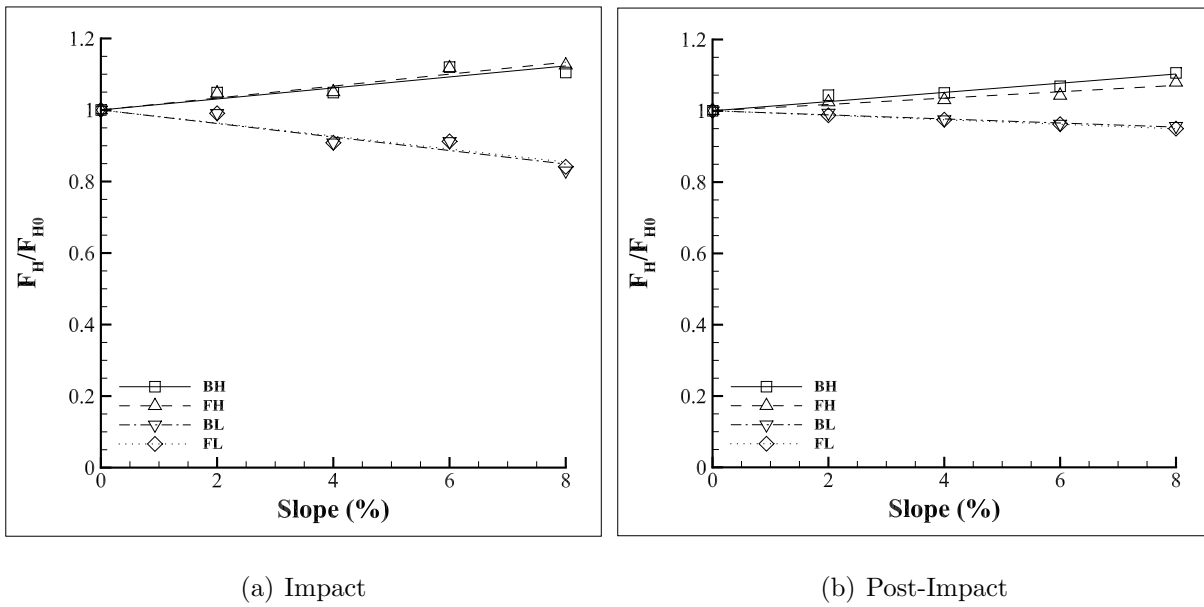 1.2
1
0.8
0.6
0.4
0.2
0
F_H/F_H0
BH
FH
BL
FL
0 2 4 6 8
Slope (%)
(a) Impact
1.2
1
0.8
0.6
0.4
0.2
0
F_H/F_H0
BH
FH
BL
FL
0 2 4 6 8
Slope (%)
(b) Post-Impact